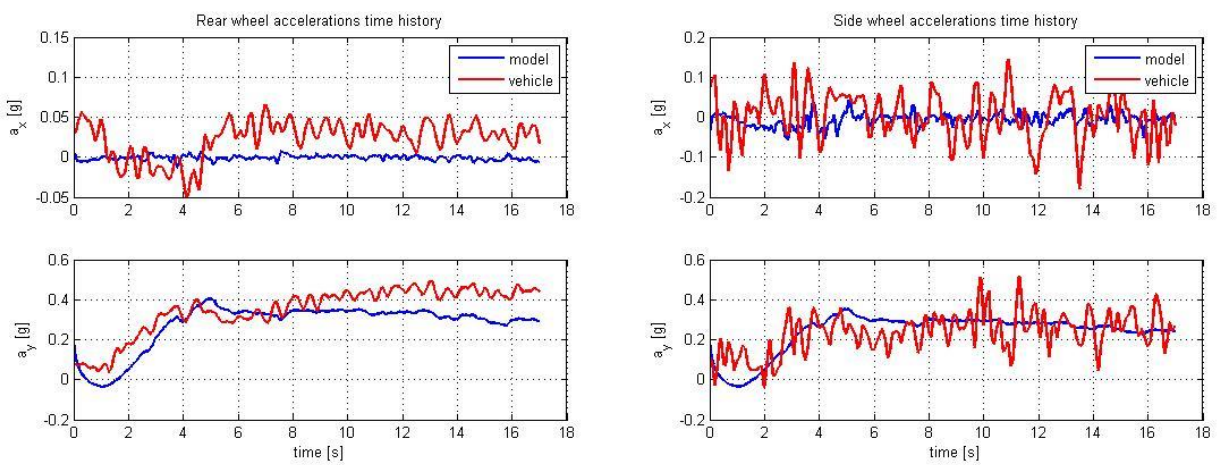 Rear wheel accelerations time history
0.15
0.1
0.05
0
-0.05
a_x [g]
model
vehicle
0 2 4 6 8 10 12 14 16 18
0.6
0.4
0.2
0
-0.2
a_y [g]
0 2 4 6 8 10 12 14 16 18
time [s]
Side wheel accelerations time history
0.2
0.1
0
-0.1
-0.2
a_x [g]
model
vehicle
0 2 4 6 8 10 12 14 16 18
0.6
0.4
0.2
0
-0.2
a_y [g]
0 2 4 6 8 10 12 14 16 18
time [s]